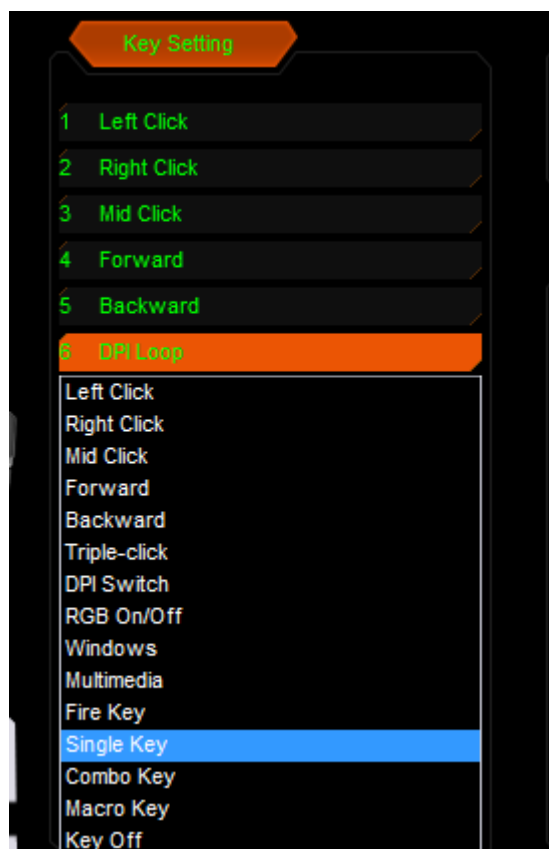 Key Setting
1 Left Click
2 Right Click
3 Mid Click
4 Forward
5 Backward
6 DPI Loop
Left Click
Right Click
Mid Click
Forward
Backward
Triple-click
DPI Switch
RGB On/Off
Windows
Multimedia
Fire Key
Single Key
Combo Key
Macro Key
Key Off